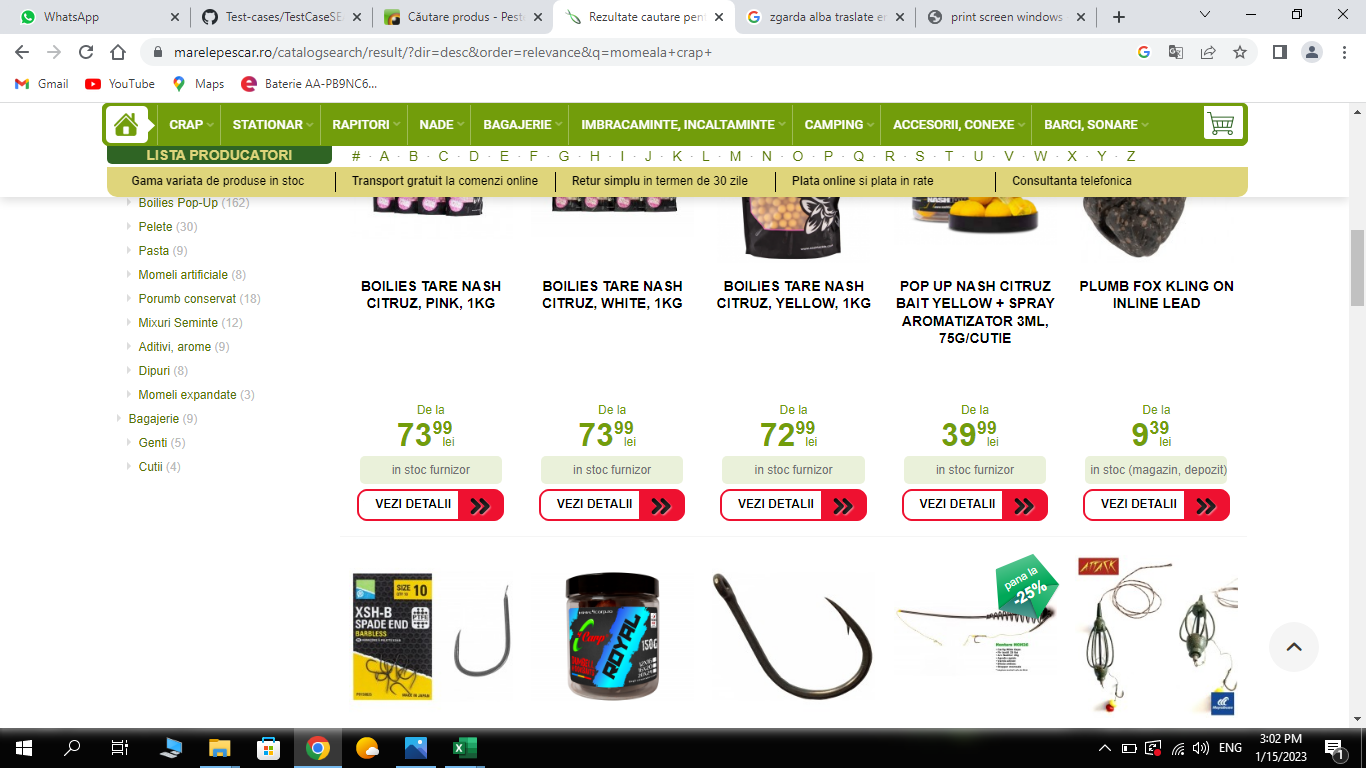 WhatsApp
Test-cases/TestCaseSE
Căutare produs - Pest
Rezultate cautare pent
zgarda alba traslate e
print screen windows
marelepescar.ro/catalogsearch/result/?dir=desc&order=relevance&q=momeala+crap+
Gmail
YouTube
Maps
Baterie AA-PB9NC6...
CRAP
STATIONAR
RAPITORI
NADE
BAGAJERIE
IMBRACAMINTE, INCALTAMINTE
CAMPING
ACCESORII, CONEXE
BARCI, SONARE
LISTA PRODUCATORI
# · A · B · C · D · E · F · G · H · I · J · K · L · M · N · O · P · Q · R · S · T · U · V · W · X · Y · Z
Gama variata de produse in stoc
Transport gratuit la comenzi online
Retur simplu in termen de 30 zile
Plata online si plata in rate
Consultanta telefonica
Boilies Pop-Up (162)
Pelete (30)
Pasta (9)
Momeli artificiale (8)
Porumb conservat (18)
Mixuri Seminte (12)
Aditivi, arome (9)
Dipuri (8)
Momeli expandate (3)
Bagajerie (9)
Genti (5)
Cutii (4)
NASH
BOILIES TARE NASH
CITRUZ, PINK, 1KG
De la
73 99 lei
in stoc furnizor
VEZI DETALII
BOILIES TARE NASH
CITRUZ, WHITE, 1KG
De la
73 99 lei
in stoc furnizor
VEZI DETALII
BOILIES TARE NASH
CITRUZ, YELLOW, 1KG
De la
72 99 lei
in stoc furnizor
VEZI DETALII
POP UP NASH CITRUZ
BAIT YELLOW + SPRAY
AROMATIZATOR 3ML,
75G/CUTIE
De la
39 99 lei
in stoc furnizor
VEZI DETALII
PLUMB FOX KLING ON
INLINE LEAD
De la
9 39 lei
in stoc (magazin, depozit)
VEZI DETALII
SIZE 10
XSH-B
SPADE END
BARBLESS
PTFE
MADE IN JAPAN
Carp
ROYAL
150G
pana la
-25%
ATTACK
ENG
3:02 PM
1/15/2023
1